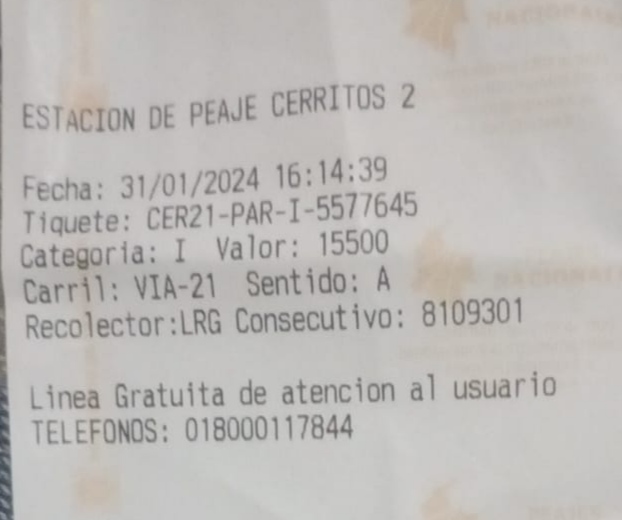 NACIONAL
ESTACION DE PEAJE CERRITOS 2
Fecha: 31/01/2024 16:14:39
Tiquete: CER21-PAR-I-5577645
Categoria: I Valor: 15500
Carril: VIA-21 Sentido: A
Recolector:LRG Consecutivo: 8109301
Linea Gratuita de atencion al usuario
TELEFONOS: 018000117844